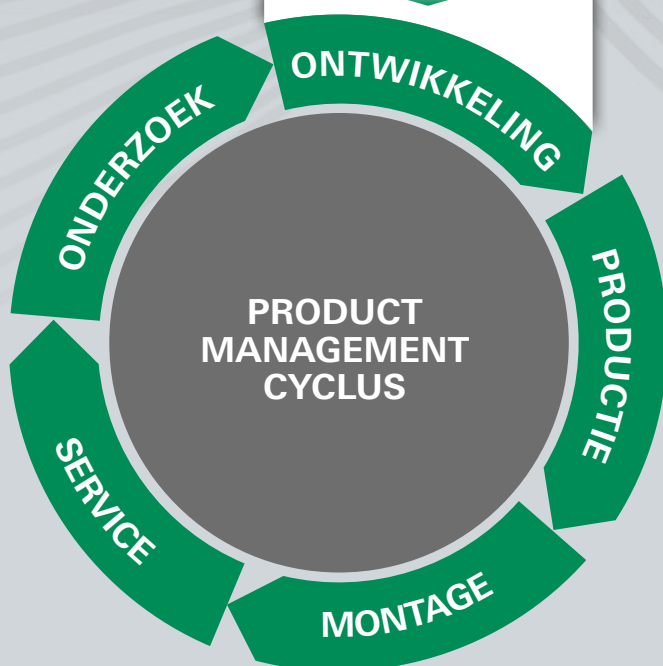 ONTWIKKELING
PRODUCTIE
MONTAGE
SERVICE
ONDERZOEK
PRODUCT
MANAGEMENT
CYCLUS